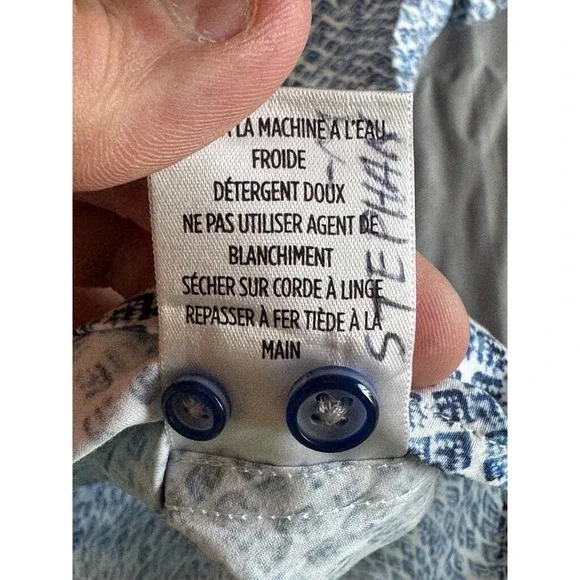 LA MACHINE À L'EAU
FROIDE
DÉTERGENT DOUX
NE PAS UTILISER AGENT DE
BLANCHIMENT
SÉCHER SUR CORDE À LINGE
REPASSER À FER TIÈDE À LA
MAIN
STEPHAN